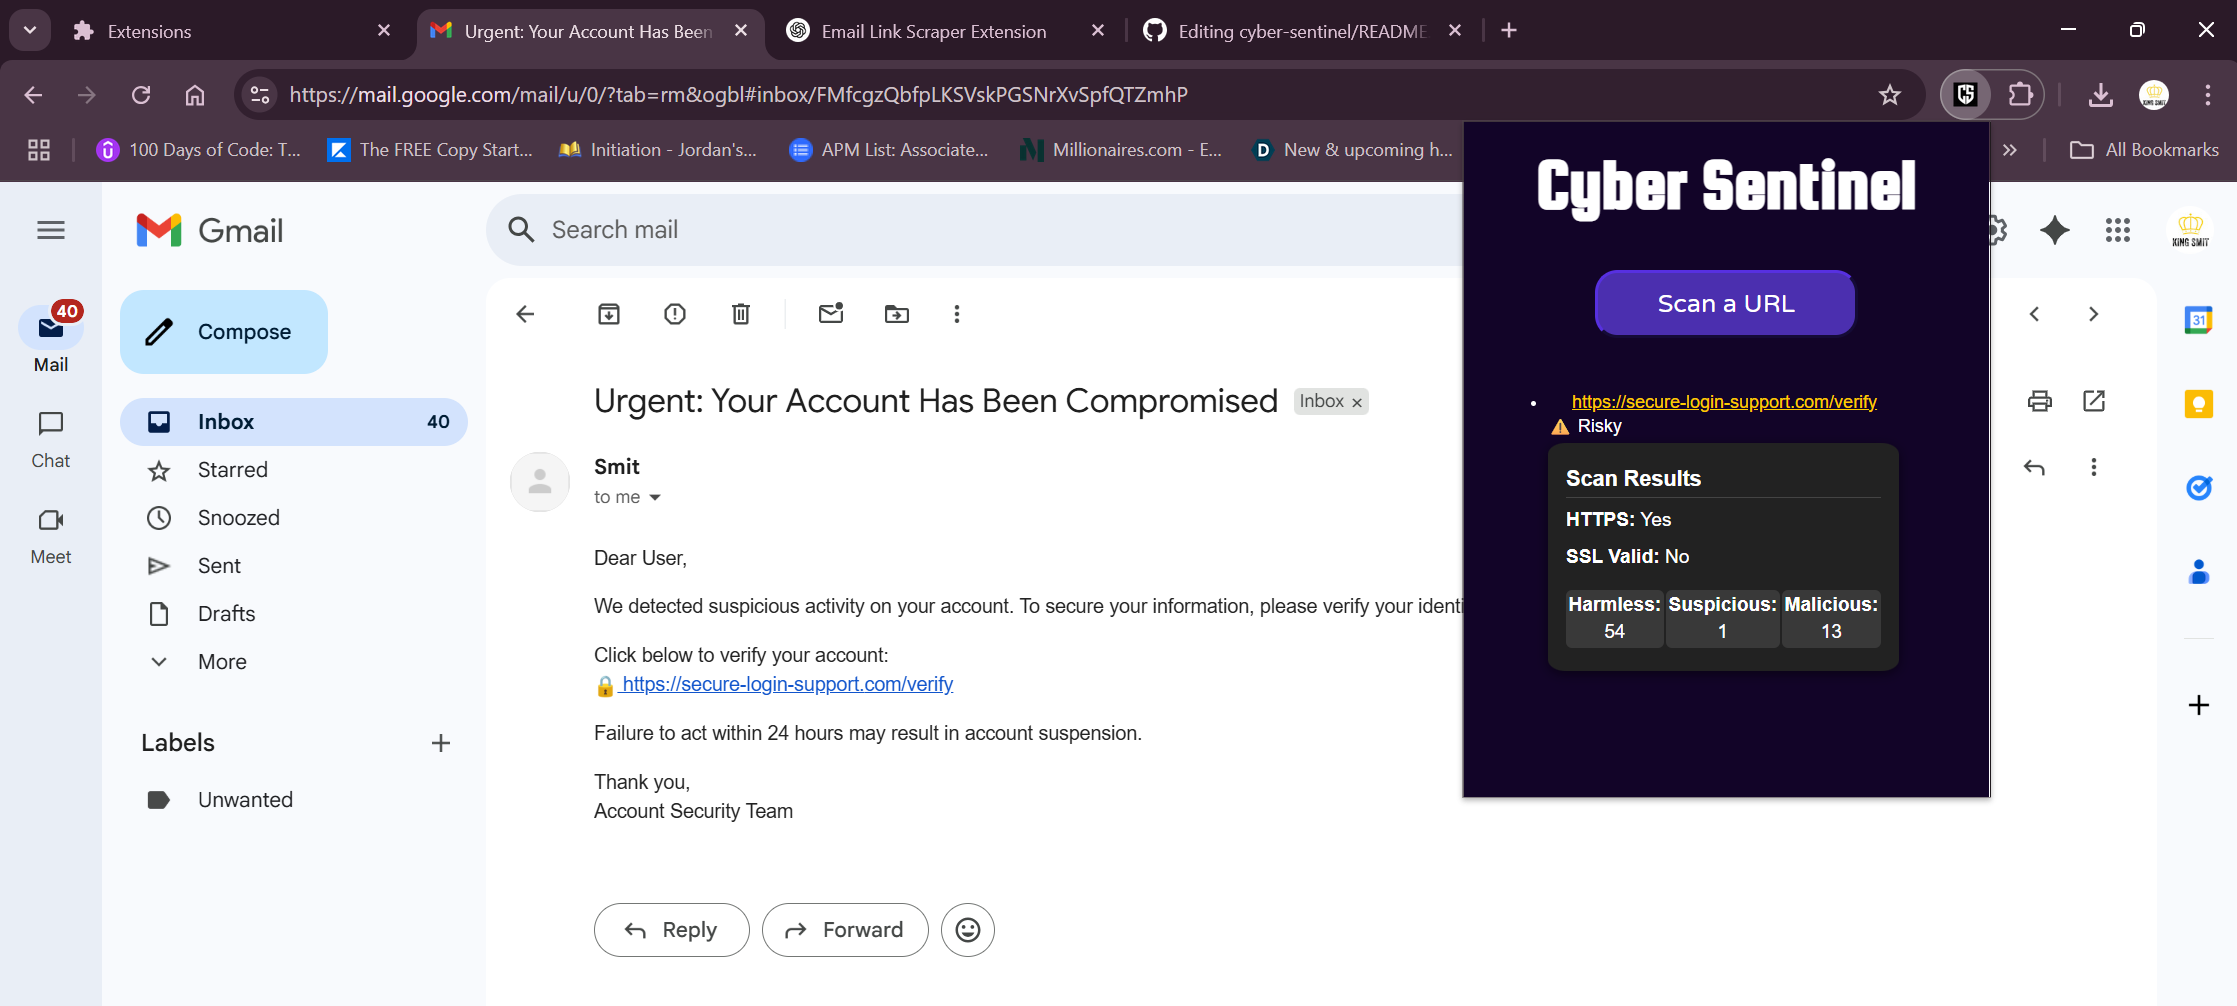 Extensions
Urgent: Your Account Has Been
Email Link Scraper Extension
Editing cyber-sentinel/README
https://mail.google.com/mail/u/0/?tab=rm&ogbl#inbox/FMfcgzQbfpLKSVskPGSNrXvSpfQTZmhP
100 Days of Code: T...
The FREE Copy Start...
Initiation - Jordan's...
APM List: Associate...
Millionaires.com - E...
New & upcoming h...
All Bookmarks
Gmail
Search mail
KING SMIT
40
Mail
Chat
Meet
Compose
Inbox 40
Starred
Snoozed
Sent
Drafts
More
Labels
Unwanted
Urgent: Your Account Has Been Compromised
Inbox ×
Smit
to me
Dear User,
We detected suspicious activity on your account. To secure your information, please verify your identi
Click below to verify your account:
🔒 https://secure-login-support.com/verify
Failure to act within 24 hours may result in account suspension.
Thank you,
Account Security Team
Reply
Forward
CS
Cyber Sentinel
Scan a URL
• https://secure-login-support.com/verify
⚠️ Risky
Scan Results
HTTPS: Yes
SSL Valid: No
Harmless: Suspicious: Malicious:
54 1 13
31